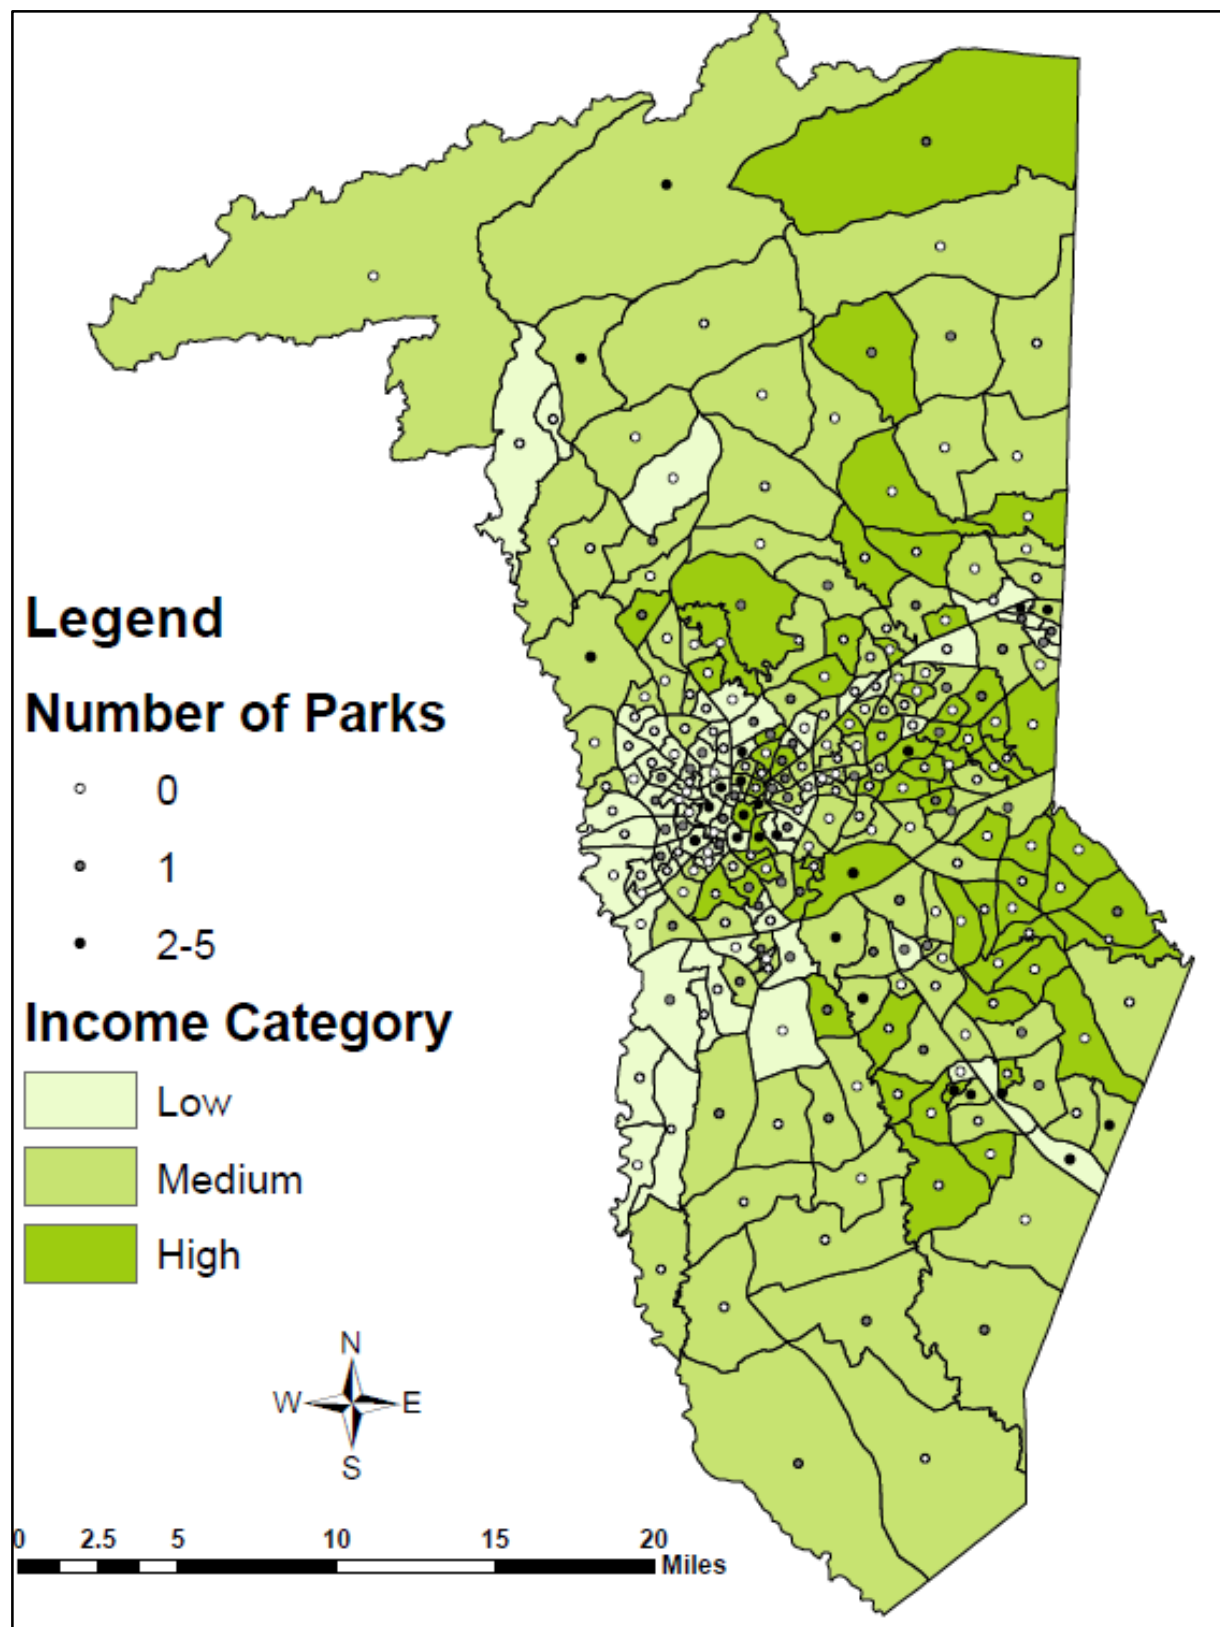 Legend
Number of Parks
0
1
2-5
Income Category
Low
Medium
High
N
W E
S
0 2.5 5 10 15 20
Miles